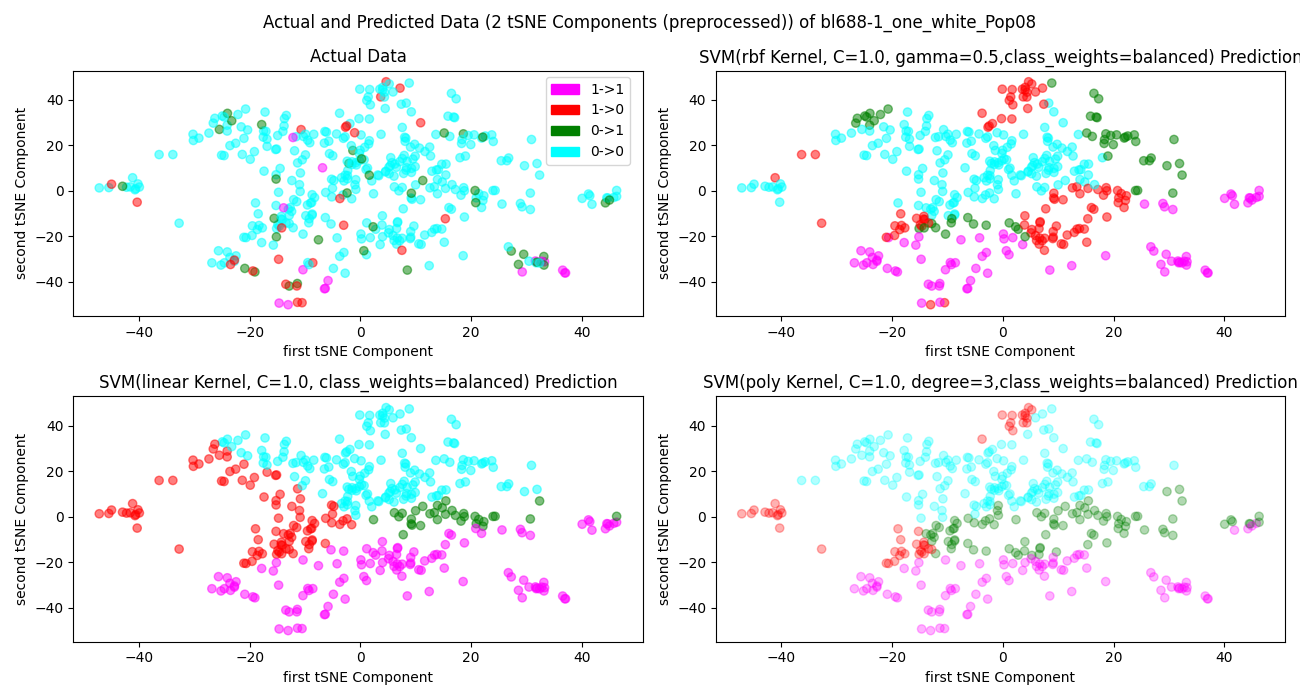 Actual and Predicted Data (2 tSNE Components (preprocessed)) of bl688-1_one_white_Pop08
Actual Data
second tSNE Component
40
20
0
−20
−40
1->1
1->0
0->1
0->0
−40 −20 0 20 40
first tSNE Component
SVM(rbf Kernel, C=1.0, gamma=0.5,class_weights=balanced) Prediction
second tSNE Component
40
20
0
−20
−40
−40 −20 0 20 40
first tSNE Component
SVM(linear Kernel, C=1.0, class_weights=balanced) Prediction
second tSNE Component
40
20
0
−20
−40
−40 −20 0 20 40
first tSNE Component
SVM(poly Kernel, C=1.0, degree=3,class_weights=balanced) Prediction
second tSNE Component
40
20
0
−20
−40
−40 −20 0 20 40
first tSNE Component